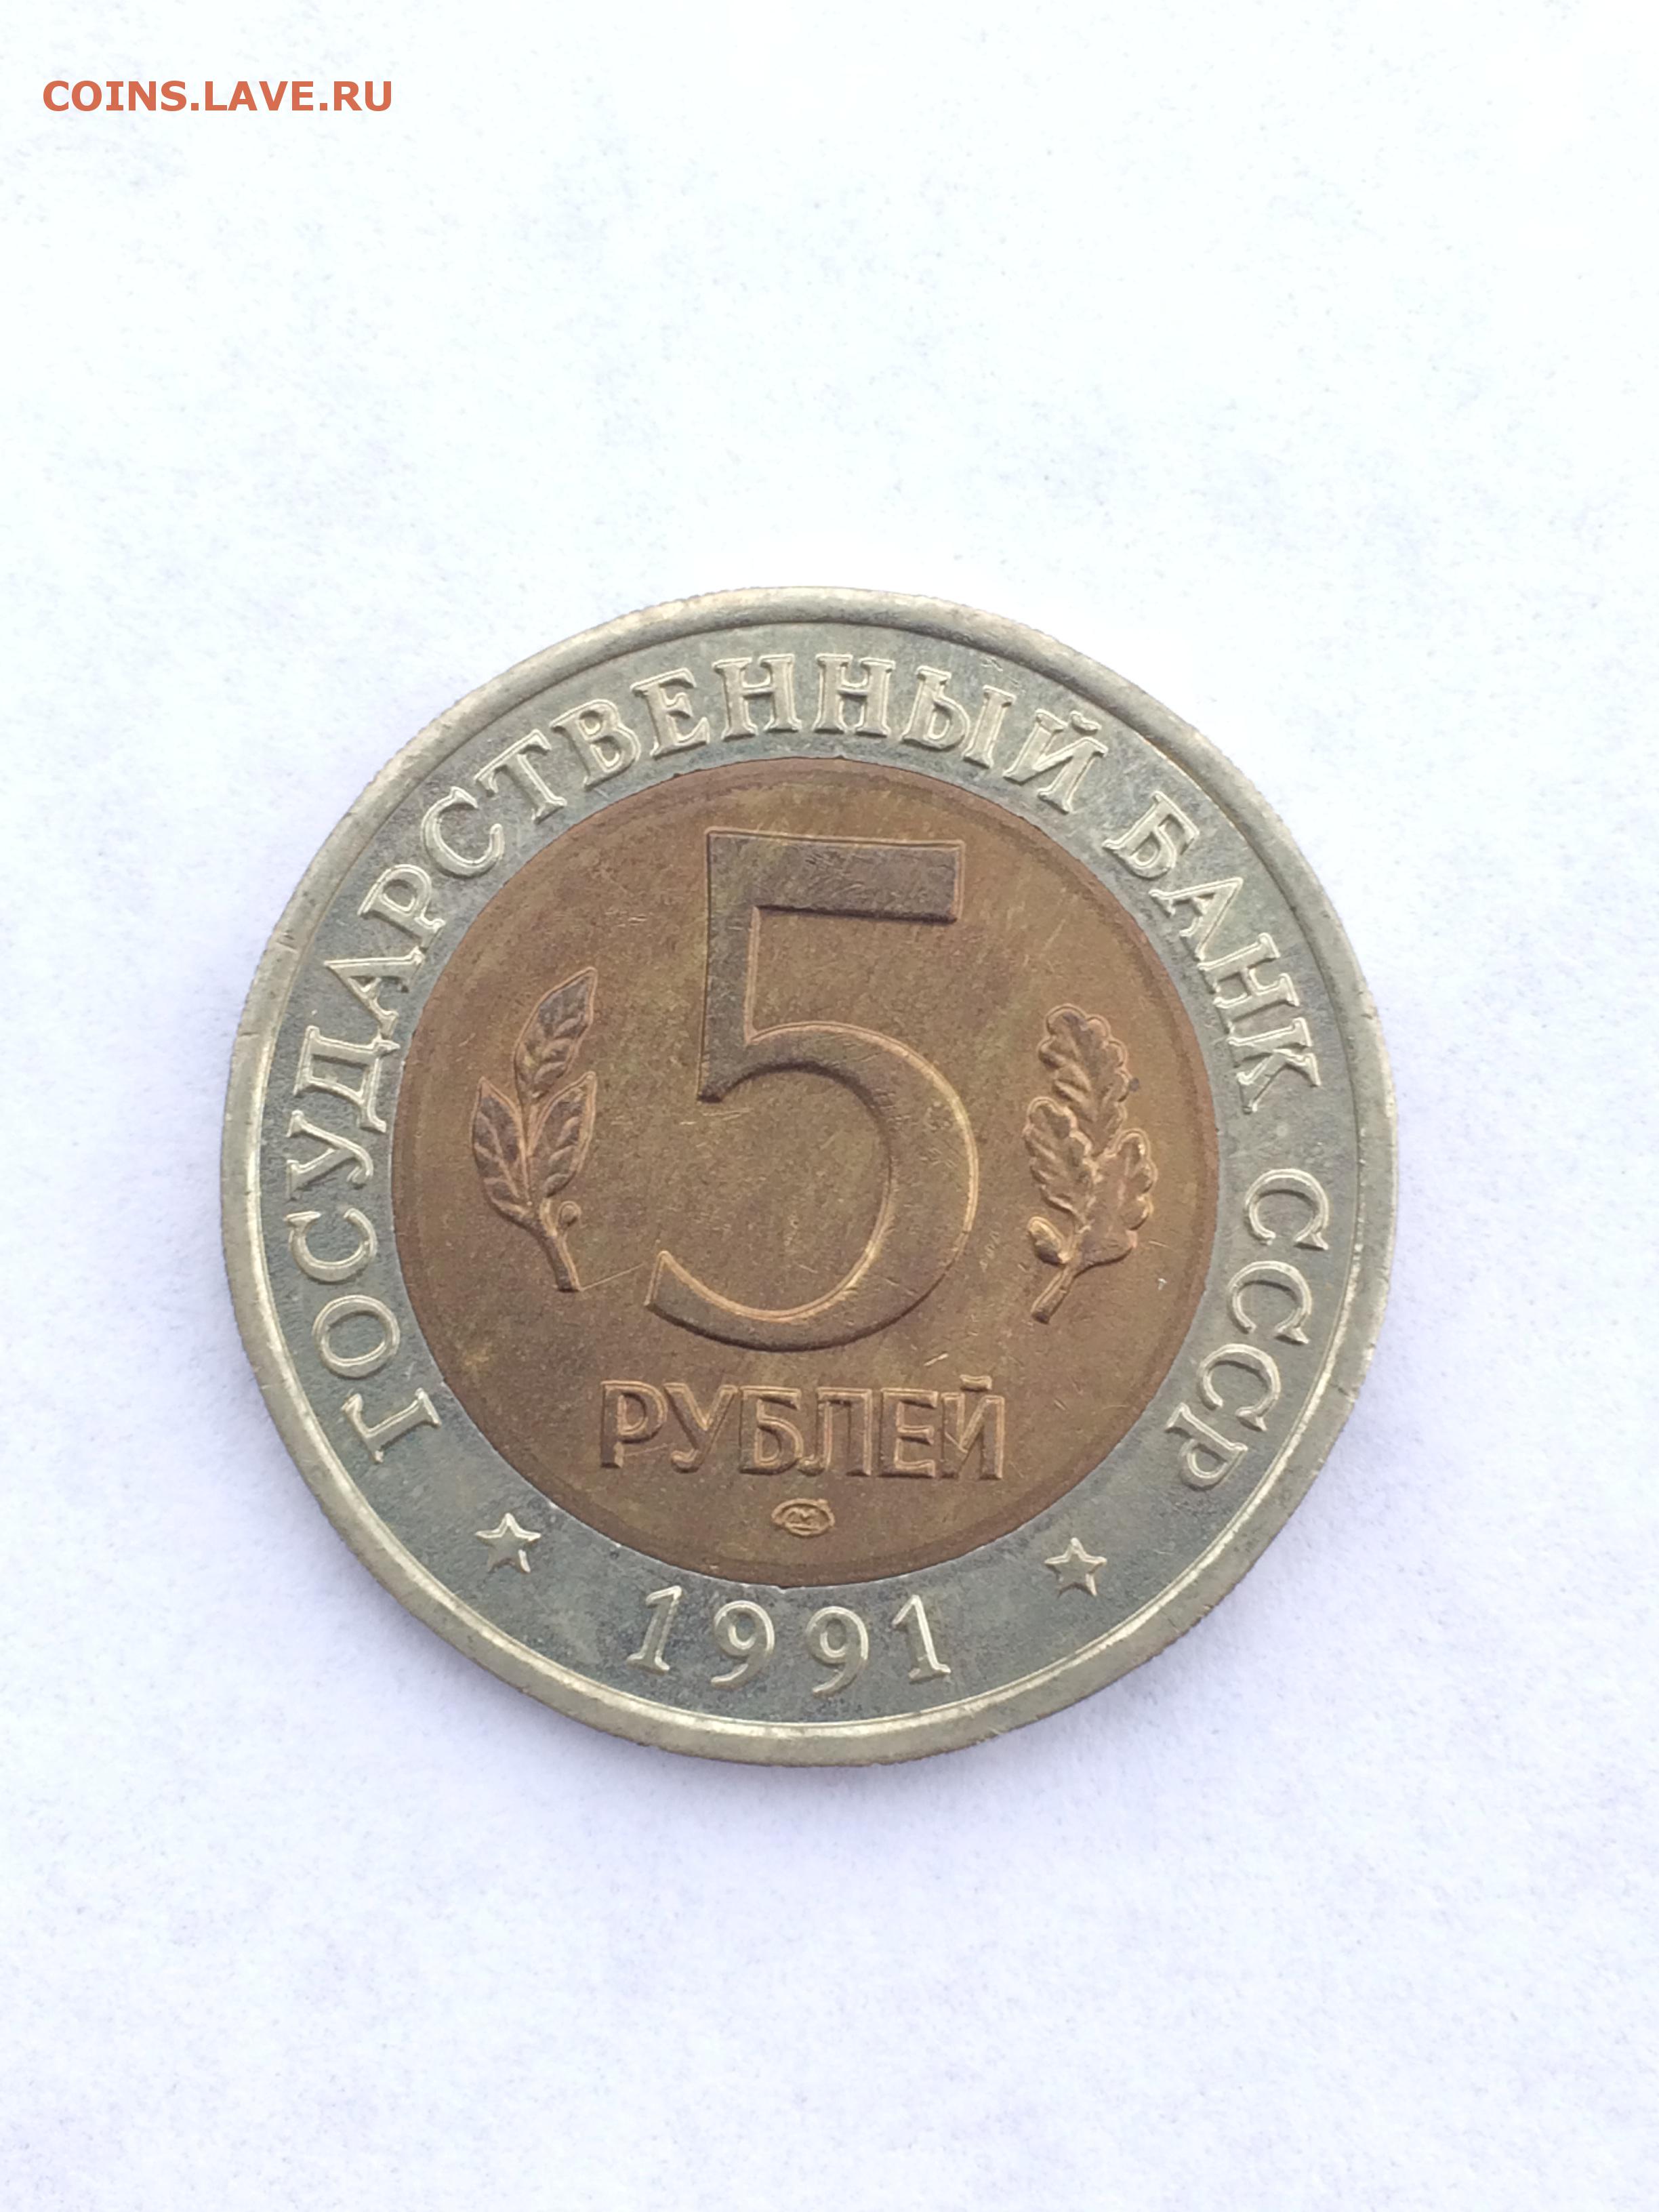 COINS.LAVE.RU
ГОСУДАРСТВЕННЫЙ БАНК СССР
5
РУБЛЕЙ
1991